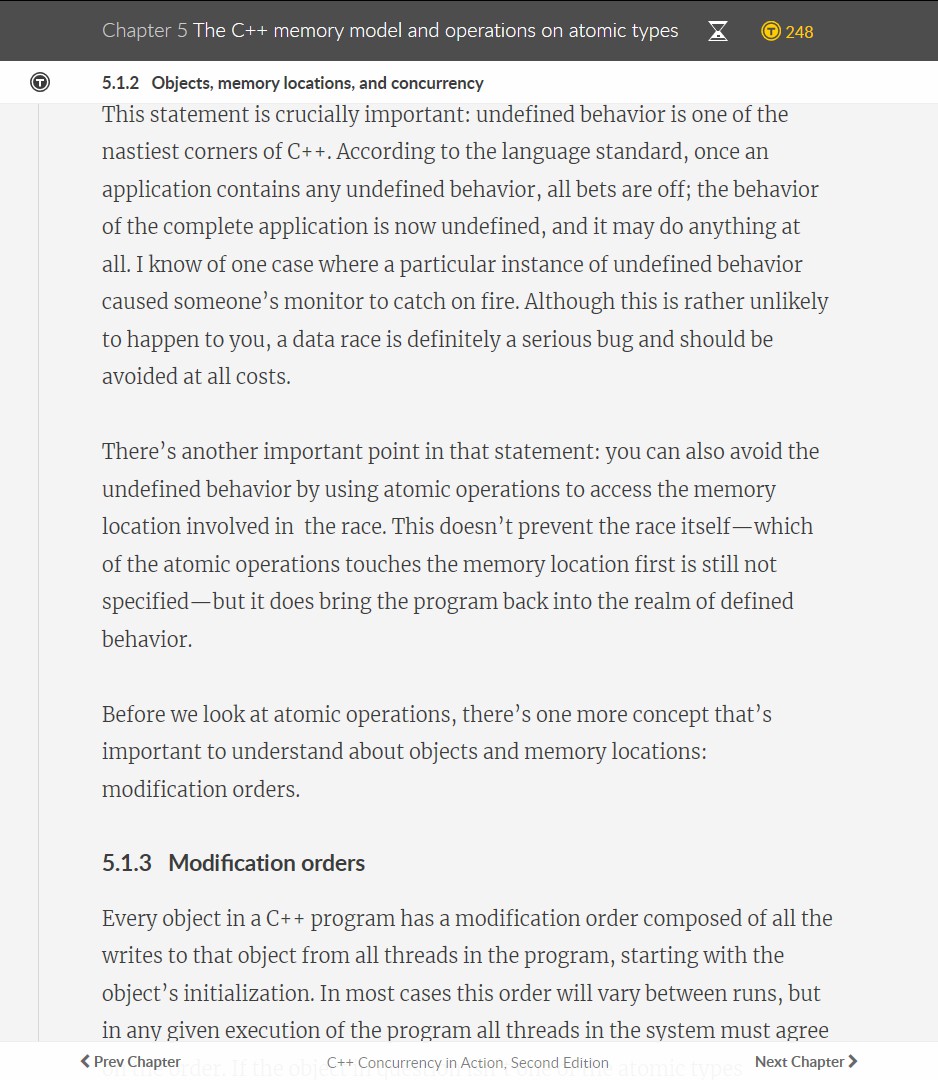 Chapter 5 The C++ memory model and operations on atomic types
248
5.1.2 Objects, memory locations, and concurrency
This statement is crucially important: undefined behavior is one of the
nastiest corners of C++. According to the language standard, once an
application contains any undefined behavior, all bets are off; the behavior
of the complete application is now undefined, and it may do anything at
all. I know of one case where a particular instance of undefined behavior
caused someone’s monitor to catch on fire. Although this is rather unlikely
to happen to you, a data race is definitely a serious bug and should be
avoided at all costs.
There’s another important point in that statement: you can also avoid the
undefined behavior by using atomic operations to access the memory
location involved in the race. This doesn’t prevent the race itself—which
of the atomic operations touches the memory location first is still not
specified—but it does bring the program back into the realm of defined
behavior.
Before we look at atomic operations, there’s one more concept that’s
important to understand about objects and memory locations:
modification orders.
5.1.3 Modification orders
Every object in a C++ program has a modification order composed of all the
writes to that object from all threads in the program, starting with the
object’s initialization. In most cases this order will vary between runs, but
in any given execution of the program all threads in the system must agree
Prev Chapter
C++ Concurrency in Action, Second Edition
Next Chapter